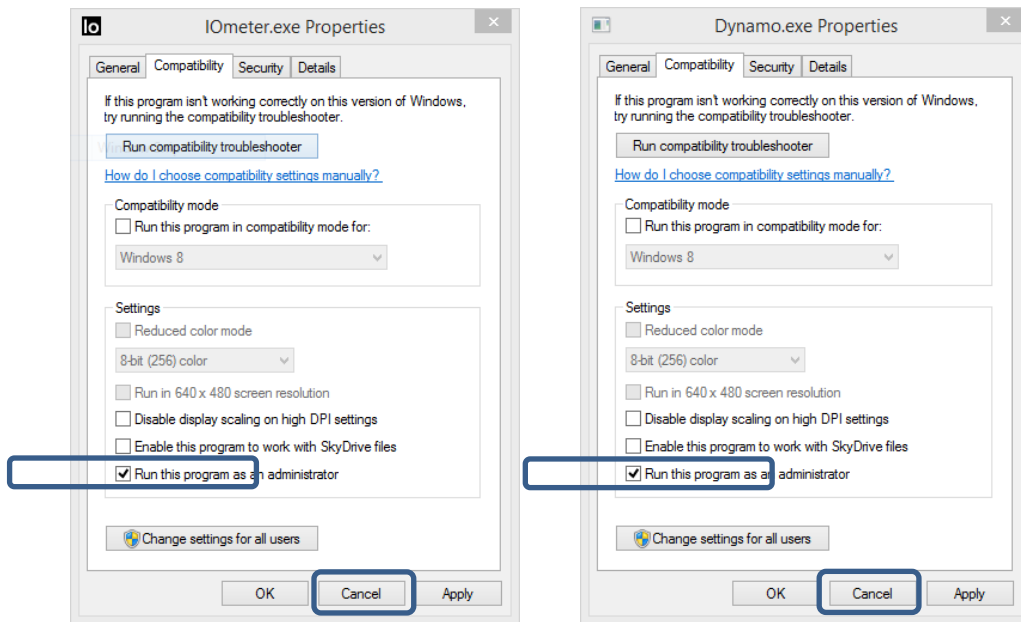 Io
IOmeter.exe Properties
General Compatibility Security Details
If this program isn't working correctly on this version of Windows,
try running the compatibility troubleshooter.
Run compatibility troubleshooter
How do I choose compatibility settings manually?
Compatibility mode
Run this program in compatibility mode for:
Windows 8
Settings
Reduced color mode
8-bit (256) color
Run in 640 x 480 screen resolution
Disable display scaling on high DPI settings
Enable this program to work with SkyDrive files
Run this program as an administrator
Change settings for all users
OK Cancel Apply
Dynamo.exe Properties
General Compatibility Security Details
If this program isn't working correctly on this version of Windows,
try running the compatibility troubleshooter.
Run compatibility troubleshooter
How do I choose compatibility settings manually?
Compatibility mode
Run this program in compatibility mode for:
Windows 8
Settings
Reduced color mode
8-bit (256) color
Run in 640 x 480 screen resolution
Disable display scaling on high DPI settings
Enable this program to work with SkyDrive files
Run this program as an administrator
Change settings for all users
OK Cancel Apply